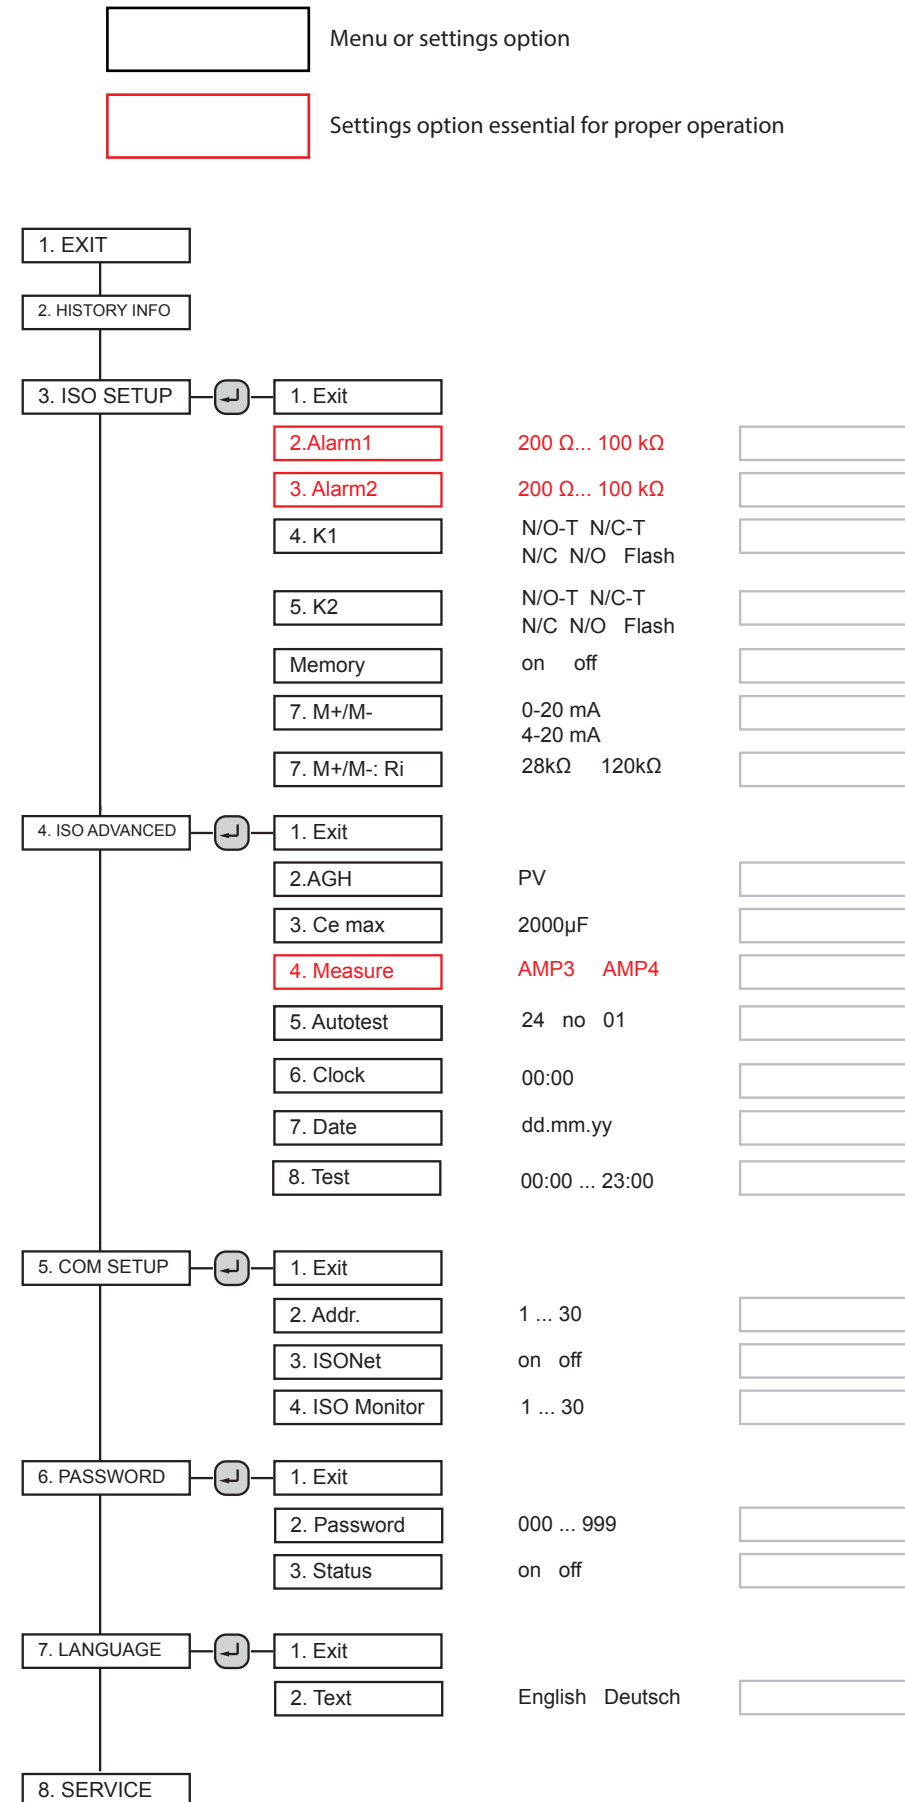 Menu or settings option
Settings option essential for proper operation
1. EXIT
2. HISTORY INFO
3. ISO SETUP
1. Exit
2.Alarm1
200 Ω... 100 kΩ
3. Alarm2
200 Ω... 100 kΩ
4. K1
N/O-T N/C-T
N/C N/O Flash
5. K2
N/O-T N/C-T
N/C N/O Flash
Memory
on off
7. M+/M-
0-20 mA
4-20 mA
7. M+/M-: Ri
28kΩ 120kΩ
4. ISO ADVANCED
1. Exit
2.AGH
PV
3. Ce max
2000µF
4. Measure
AMP3 AMP4
5. Autotest
24 no 01
6. Clock
00:00
7. Date
dd.mm.yy
8. Test
00:00 ... 23:00
5. COM SETUP
1. Exit
2. Addr.
1 ... 30
3. ISONet
on off
4. ISO Monitor
1 ... 30
6. PASSWORD
1. Exit
2. Password
000 ... 999
3. Status
on off
7. LANGUAGE
1. Exit
2. Text
English Deutsch
8. SERVICE